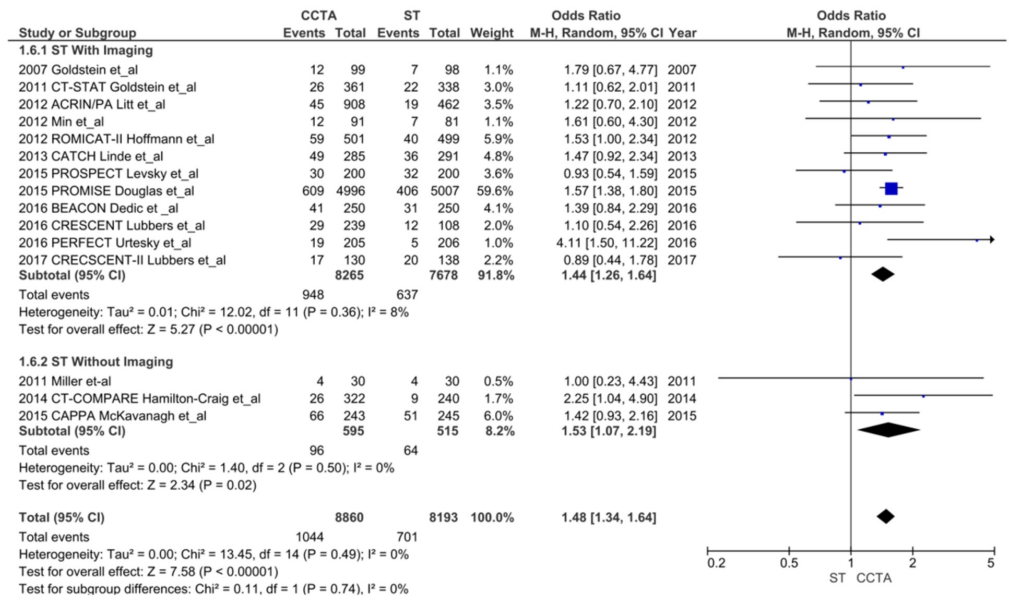 CCTA ST Odds Ratio Odds Ratio
Study or Subgroup Events Total Events Total Weight M-H, Random, 95% CI Year M-H, Random, 95% CI
1.6.1 ST With Imaging
2007 Goldstein et_al 12 99 7 98 1.1% 1.79 [0.67, 4.77] 2007
2011 CT-STAT Goldstein et_al 26 361 22 338 3.0% 1.11 [0.62, 2.01] 2011
2012 ACRIN/PA Litt et_al 45 908 19 462 3.3% 1.22 [0.70, 2.10] 2012
2012 Min et_al 12 91 7 81 1.1% 1.61 [0.60, 4.30] 2012
2012 ROMICAT-II Hoffmann et_al 59 501 40 499 5.9% 1.53 [1.00, 2.34] 2012
2013 CATCH Linde et_al 49 285 36 291 4.8% 1.47 [0.92, 2.34] 2013
2015 PROSPECT Levsky et_al 30 200 32 200 3.6% 0.93 [0.54, 1.59] 2015
2015 PROMISE Douglas et_al 609 4996 406 5007 59.6% 1.57 [1.38, 1.80] 2015
2016 BEACON Dedic et _al 41 250 31 250 4.1% 1.39 [0.84, 2.29] 2016
2016 CRESCENT Lubbers et_al 29 239 12 108 2.0% 1.10 [0.54, 2.26] 2016
2016 PERFECT Urtesky et_al 19 205 5 206 1.0% 4.11 [1.50, 11.22] 2016
2017 CRECSCENT-II Lubbers et_al 17 130 20 138 2.2% 0.89 [0.44, 1.78] 2017
Subtotal (95% CI) 8265 7678 91.8% 1.44 [1.26, 1.64]
Total events 948 637
Heterogeneity: Tau² = 0.01; Chi² = 12.02, df = 11 (P = 0.36); I² = 8%
Test for overall effect: Z = 5.27 (P < 0.00001)
1.6.2 ST Without Imaging
2011 Miller et-al 4 30 4 30 0.5% 1.00 [0.23, 4.43] 2011
2014 CT-COMPARE Hamilton-Craig et_al 26 322 9 240 1.7% 2.25 [1.04, 4.90] 2014
2015 CAPPA McKavanagh et_al 66 243 51 245 6.0% 1.42 [0.93, 2.16] 2015
Subtotal (95% CI) 595 515 8.2% 1.53 [1.07, 2.19]
Total events 96 64
Heterogeneity: Tau² = 0.00; Chi² = 1.40, df = 2 (P = 0.50); I² = 0%
Test for overall effect: Z = 2.34 (P = 0.02)
Total (95% CI) 8860 8193 100.0% 1.48 [1.34, 1.64]
Total events 1044 701
Heterogeneity: Tau² = 0.00; Chi² = 13.45, df = 14 (P = 0.49); I² = 0%
Test for overall effect: Z = 7.58 (P < 0.00001)
Test for subgroup differences: Chi² = 0.11, df = 1 (P = 0.74), I² = 0%
0.2 0.5 1 2 5
ST CCTA